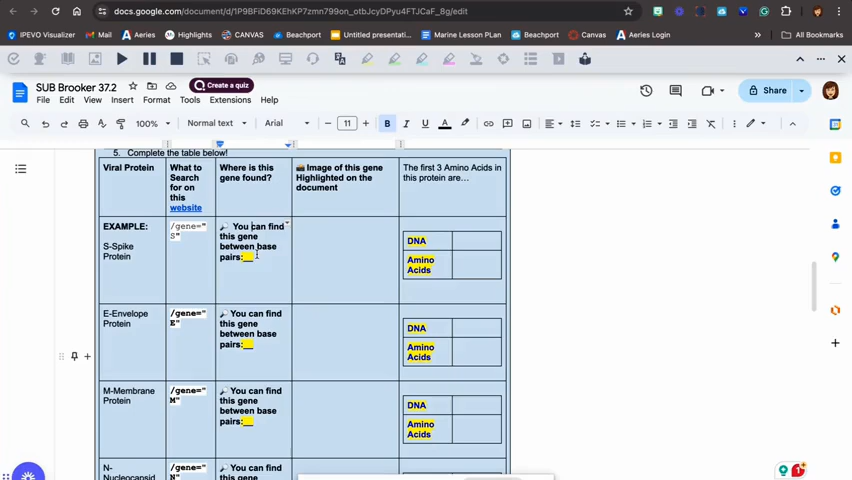 docs.google.com/document/d/1P9BFiD69KEhKP7zmn799on_otbJcyDPyu4FTJCaF_8g/edit
IPEVO Visualizer
Mail
Aeries
Highlights
CANVAS
Beachport
Untitled presentati...
Marine Lesson PLan
Beachport
Canvas
Aeries Login
All Bookmarks
SUB Brooker 37.2
Create a quiz
File Edit View Insert Format Tools Extensions Help
Share
100%
Normal text
Arial
11
5. Complete the table below!
Viral Protein
What to
Search
for on
this
website
Where is this
gene found?
Image of this gene
Highlighted on the
document
The first 3 Amino Acids in
this protein are...
EXAMPLE:
S-Spike
Protein
/gene="
S"
You can find
this gene
between base
pairs:__
DNA
Amino
Acids
E-Envelope
Protein
/gene="
E"
You can find
this gene
between base
pairs:__
DNA
Amino
Acids
M-Membrane
Protein
/gene="
M"
You can find
this gene
between base
pairs:__
DNA
Amino
Acids
N-
Nucleocapsid
/gene="
N"
You can find
this gene